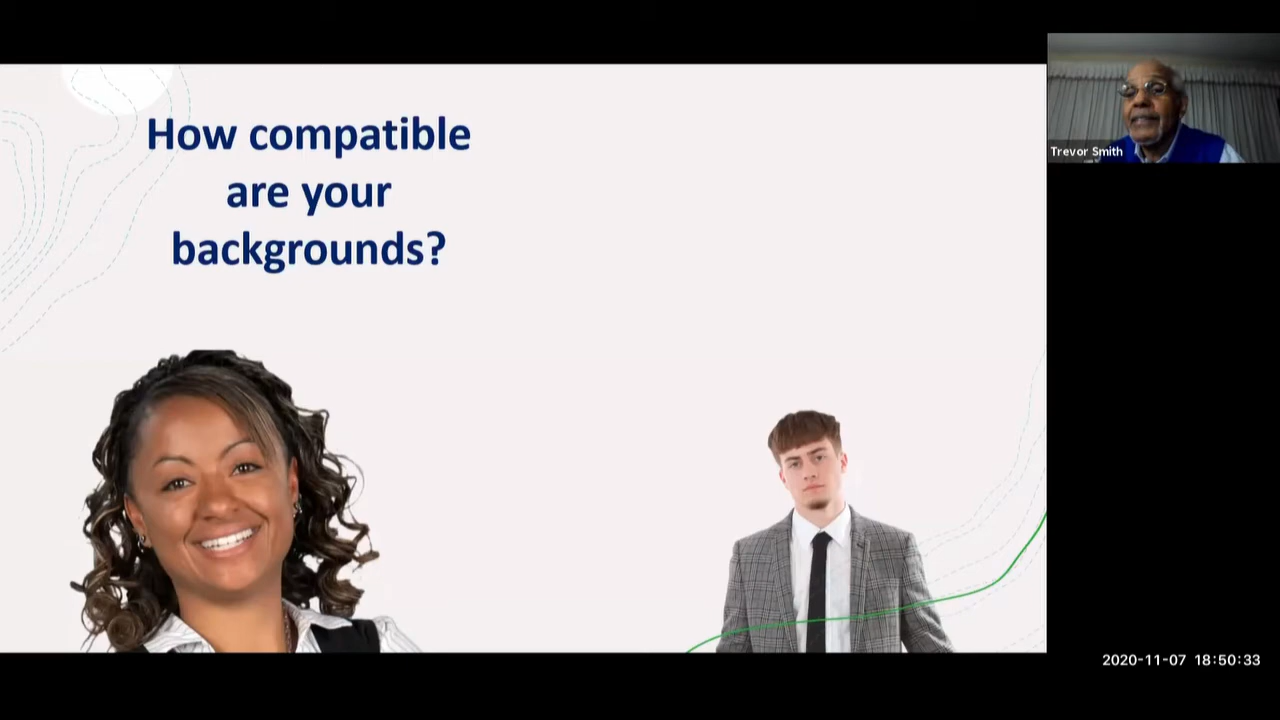 How compatible
are your
backgrounds?
Trevor Smith
2020-11-07 18:50:33